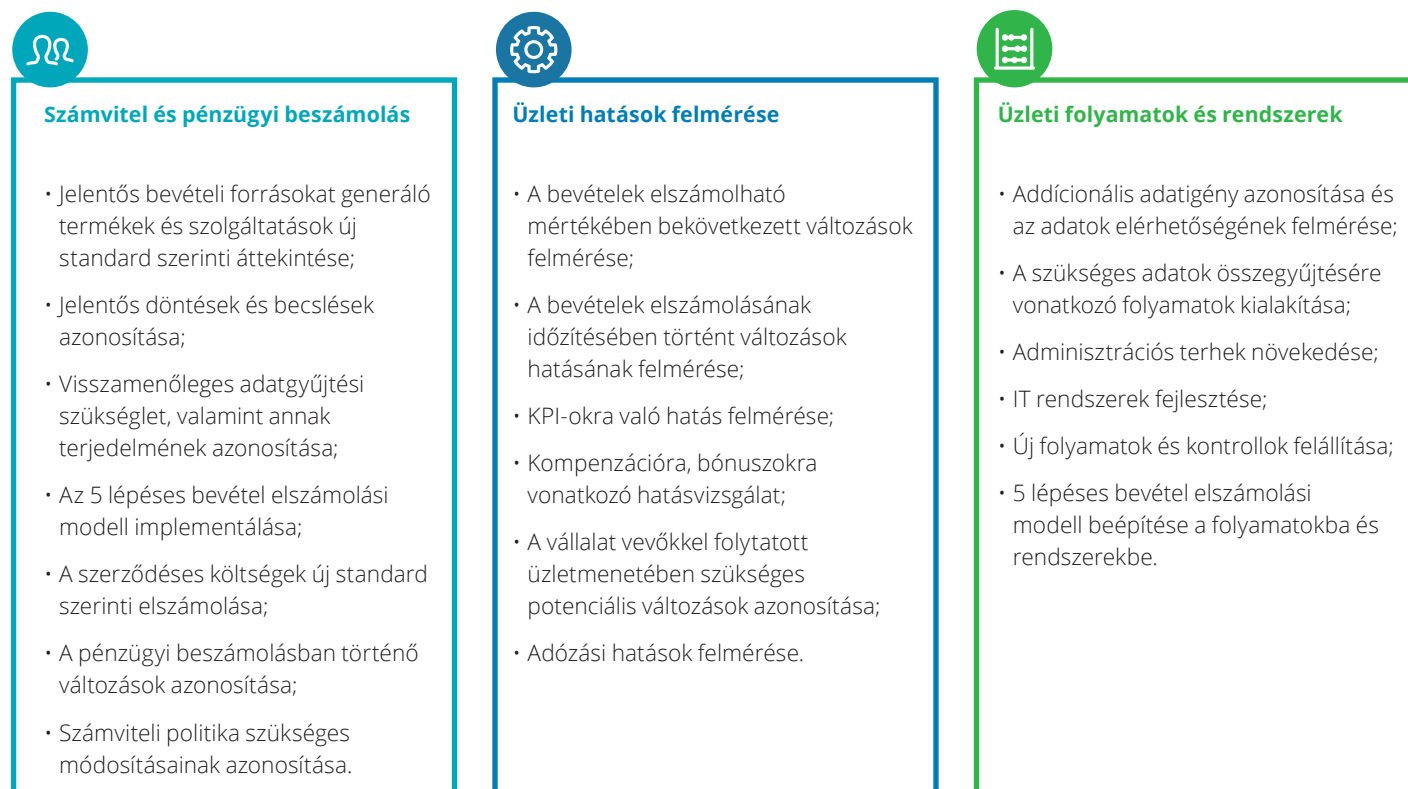 Számvitel és pénzügyi beszámolás
• Jelentős bevételi forrásokat generáló
termékek és szolgáltatások új
standard szerinti áttekintése;
• Jelentős döntések és becslések
azonosítása;
• Visszamenőleges adatgyűjtési
szükséglet, valamint annak
terjedelmének azonosítása;
• Az 5 lépéses bevétel elszámolási
modell implementálása;
• A szerződéses költségek új standard
szerinti elszámolása;
• A pénzügyi beszámolásban történő
változások azonosítása;
• Számviteli politika szükséges
módosításainak azonosítása.
Üzleti hatások felmérése
• A bevételek elszámolható
mértékében bekövetkezett változások
felmérése;
• A bevételek elszámolásának
időzítésében történt változások
hatásának felmérése;
• KPI-okra való hatás felmérése;
• Kompenzációra, bónuszokra
vonatkozó hatásvizsgálat;
• A vállalat vevőkkel folytatott
üzletmenetében szükséges
potenciális változások azonosítása;
• Adózási hatások felmérése.
Üzleti folyamatok és rendszerek
• Addícionális adatigény azonosítása és
az adatok elérhetőségének felmérése;
• A szükséges adatok összegyűjtésére
vonatkozó folyamatok kialakítása;
• Adminisztrációs terhek növekedése;
• IT rendszerek fejlesztése;
• Új folyamatok és kontrollok felállítása;
• 5 lépéses bevétel elszámolási
modell beépítése a folyamatokba és
rendszerekbe.